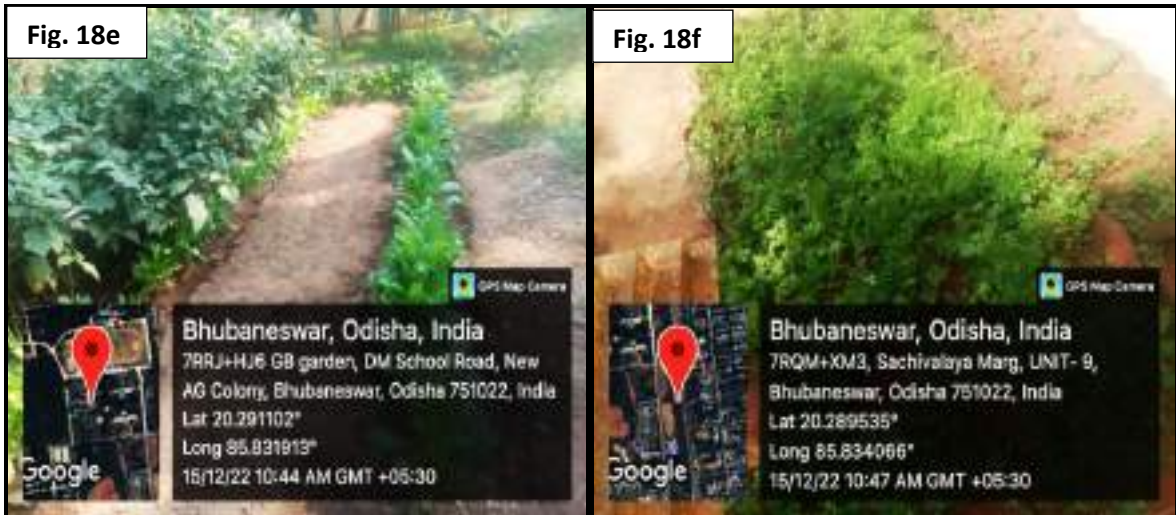 Fig. 18e
GPS Map Camera
Bhubaneswar, Odisha, India
7RRJ+HJ6 GB garden, DM School Road, New
AG Colony, Bhubaneswar, Odisha 751022, India
Lat 20.291102°
Long 85.831913°
15/12/22 10:44 AM GMT +05:30
Google
Fig. 18f
GPS Map Camera
Bhubaneswar, Odisha, India
7RQM+XM3, Sachivalaya Marg, UNIT- 9,
Bhubaneswar, Odisha 751022, India
Lat 20.289535°
Long 85.834066°
15/12/22 10:47 AM GMT +05:30
Google